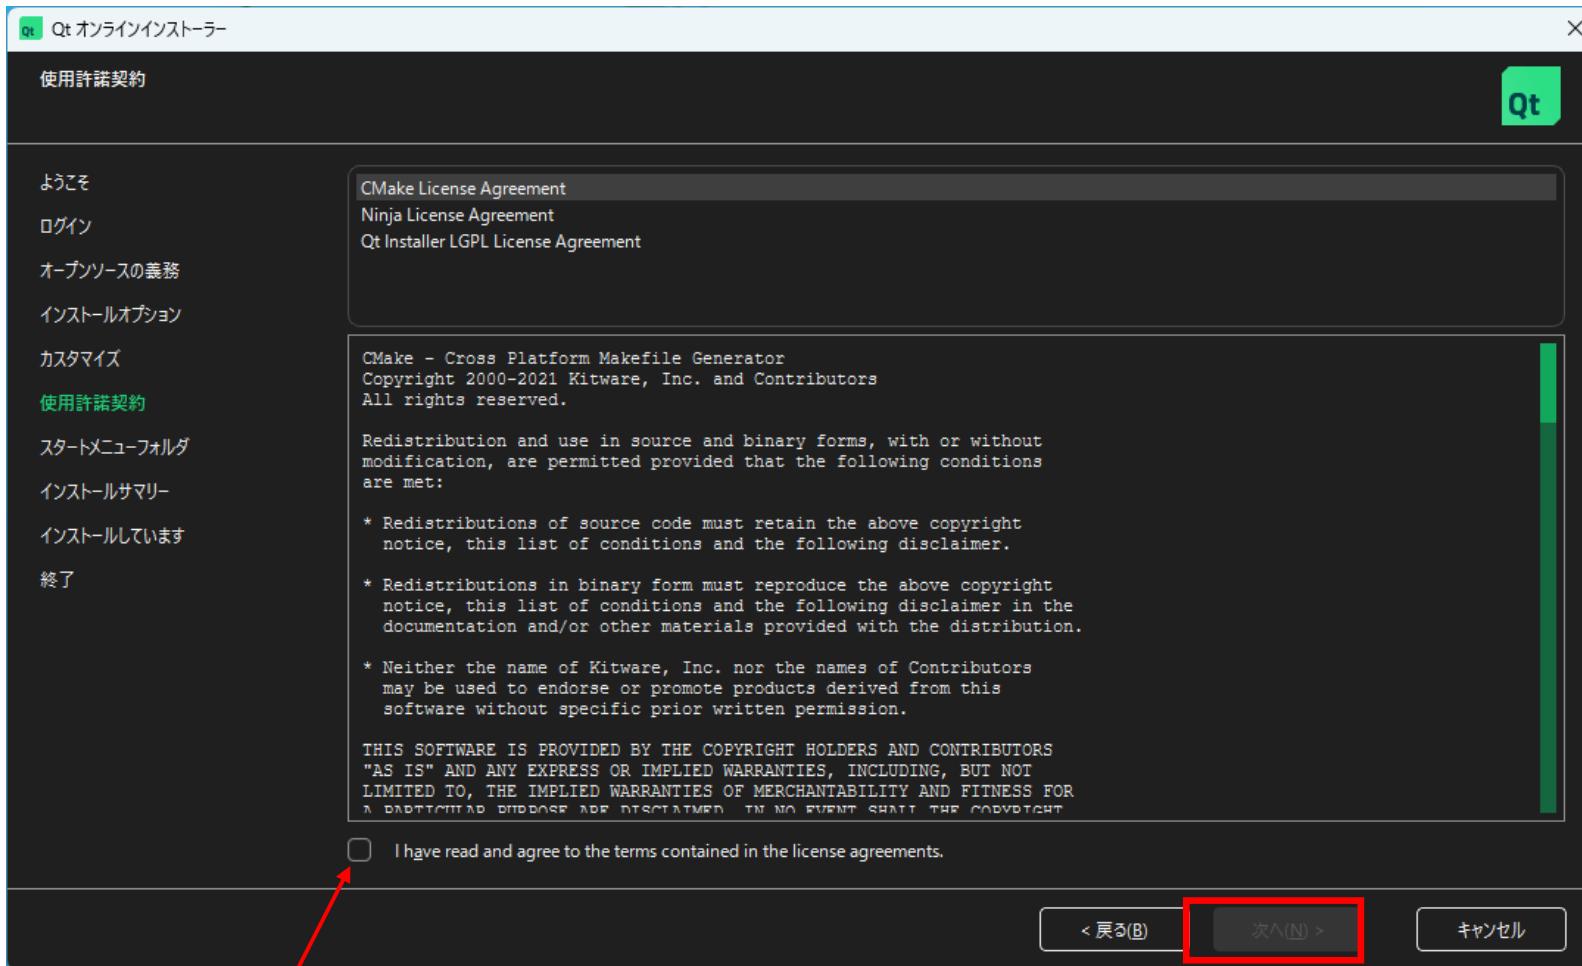 Qt Qt オンラインインストーラー
使用許諾契約
Qt
ようこそ
ログイン
オープンソースの義務
インストールオプション
カスタマイズ
使用許諾契約
スタートメニューフォルダ
インストールサマリー
インストールしています
終了
CMake License Agreement
Ninja License Agreement
Qt Installer LGPL License Agreement
CMake - Cross Platform Makefile Generator
Copyright 2000-2021 Kitware, Inc. and Contributors
All rights reserved.
Redistribution and use in source and binary forms, with or without
modification, are permitted provided that the following conditions
are met:
* Redistributions of source code must retain the above copyright
notice, this list of conditions and the following disclaimer.
* Redistributions in binary form must reproduce the above copyright
notice, this list of conditions and the following disclaimer in the
documentation and/or other materials provided with the distribution.
* Neither the name of Kitware, Inc. nor the names of Contributors
may be used to endorse or promote products derived from this
software without specific prior written permission.
THIS SOFTWARE IS PROVIDED BY THE COPYRIGHT HOLDERS AND CONTRIBUTORS
"AS IS" AND ANY EXPRESS OR IMPLIED WARRANTIES, INCLUDING, BUT NOT
LIMITED TO, THE IMPLIED WARRANTIES OF MERCHANTABILITY AND FITNESS FOR
A PARTICULAR PURPOSE ARE DISCLAIMED. IN NO EVENT SHALL THE COPYRIGHT
I have read and agree to the terms contained in the license agreements.
< 戻る(B)
次へ(N) >
キャンセル